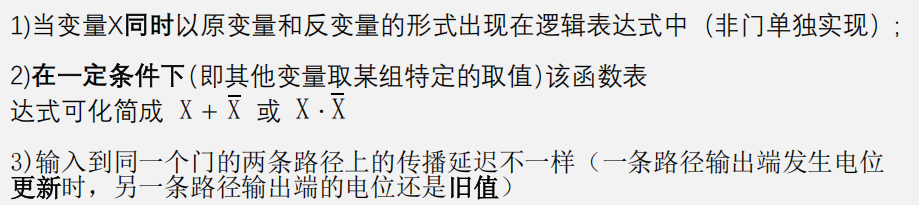 1)当变量X同时以原变量和反变量的形式出现在逻辑表达式中（非门单独实现）;
2)在一定条件下(即其他变量取某组特定的取值)该函数表
达式可化简成 X + X̅ 或 X · X̅
3)输入到同一个门的两条路径上的传播延迟不一样（一条路径输出端发生电位
更新时，另一条路径输出端的电位还是旧值）